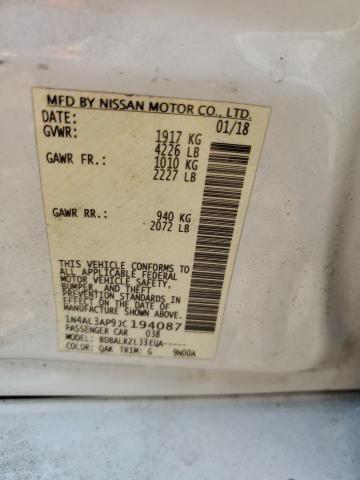 MFD BY NISSAN MOTOR CO., LTD.
DATE: 01/18
GVWR: 1917 KG
4226 LB
GAWR FR.: 1010 KG
2227 LB
GAWR RR.: 940 KG
2072 LB
THIS VEHICLE CONFORMS TO
ALL APPLICABLE FEDERAL
MOTOR VEHICLE SAFETY,
BUMPER, AND THEFT
PREVENTION STANDARDS IN
EFFECT ON THE DATE OF
MANUFACTURE SHOWN ABOVE.
1N4AL3AP9JC194087
PASSENGER CAR 038
MODEL: BDBALRZL33EUA-----
COLOR: QAK TRIM: G 9N00A